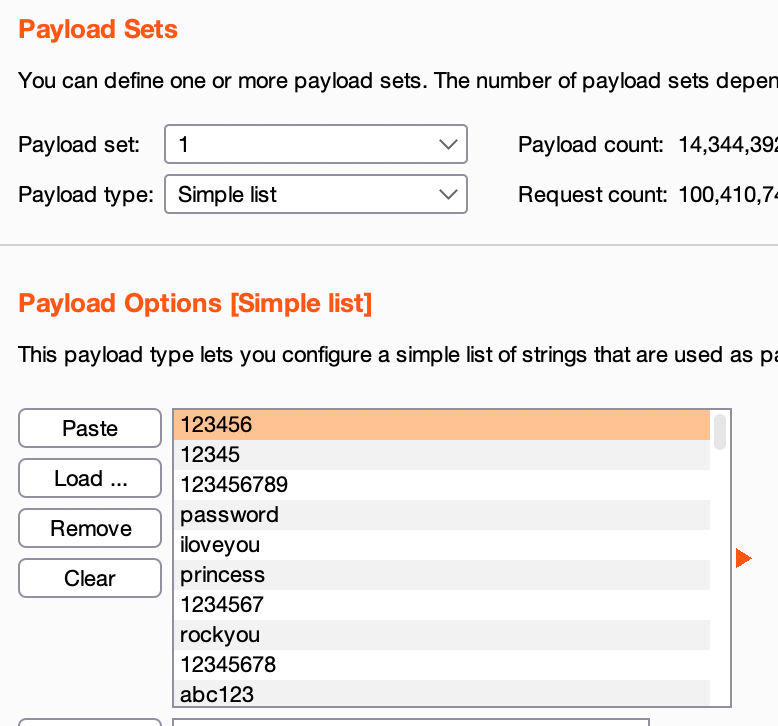 Payload Sets
You can define one or more payload sets. The number of payload sets depen
Payload set: 1 Payload count: 14,344,392
Payload type: Simple list Request count: 100,410,74
Payload Options [Simple list]
This payload type lets you configure a simple list of strings that are used as pa
Paste
Load ...
Remove
Clear
123456
12345
123456789
password
iloveyou
princess
1234567
rockyou
12345678
abc123